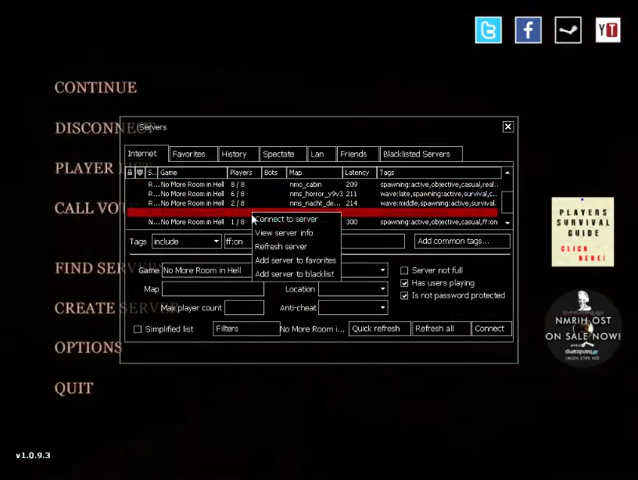 CONTINUE
DISCONNE
PLAYER LI
CALL VO
FIND SERVE
CREATE SERVE
OPTIONS
QUIT
v1.0.9.3
Servers
Internet Favorites History Spectate Lan Friends Blacklisted Servers
S... Game Players Bots Map Latency Tags
R... No More Room in Hell 8 / 8 nmo_cabin 209 spawning:active,objective,casual,real...
R... No More Room in Hell 6 / 8 nms_horror_y9v3 211 wave:late,spawning:active,survival...
R... No More Room in Hell 2 / 8 nms_nacht_de... 214 wave:middle,spawning:active,survival.
N... No More Room in Hell 1 / 8 300 spawning:active,objective,casual,ff:on
Connect to server
View server info
Refresh server
Add server to favorites
Add server to blacklist
Tags include ff:on Add common tags...
Game No More Room in Hell Server not full
Map Location Has users playing
Max player count Anti-cheat Is not password protected
Simplified list Filters No More Room i... Quick refresh Refresh all Connect
YT
PLAYERS
SURVIVAL
GUIDE
CLICK
HERE!
NMRIH OST
ON SALE NOW!